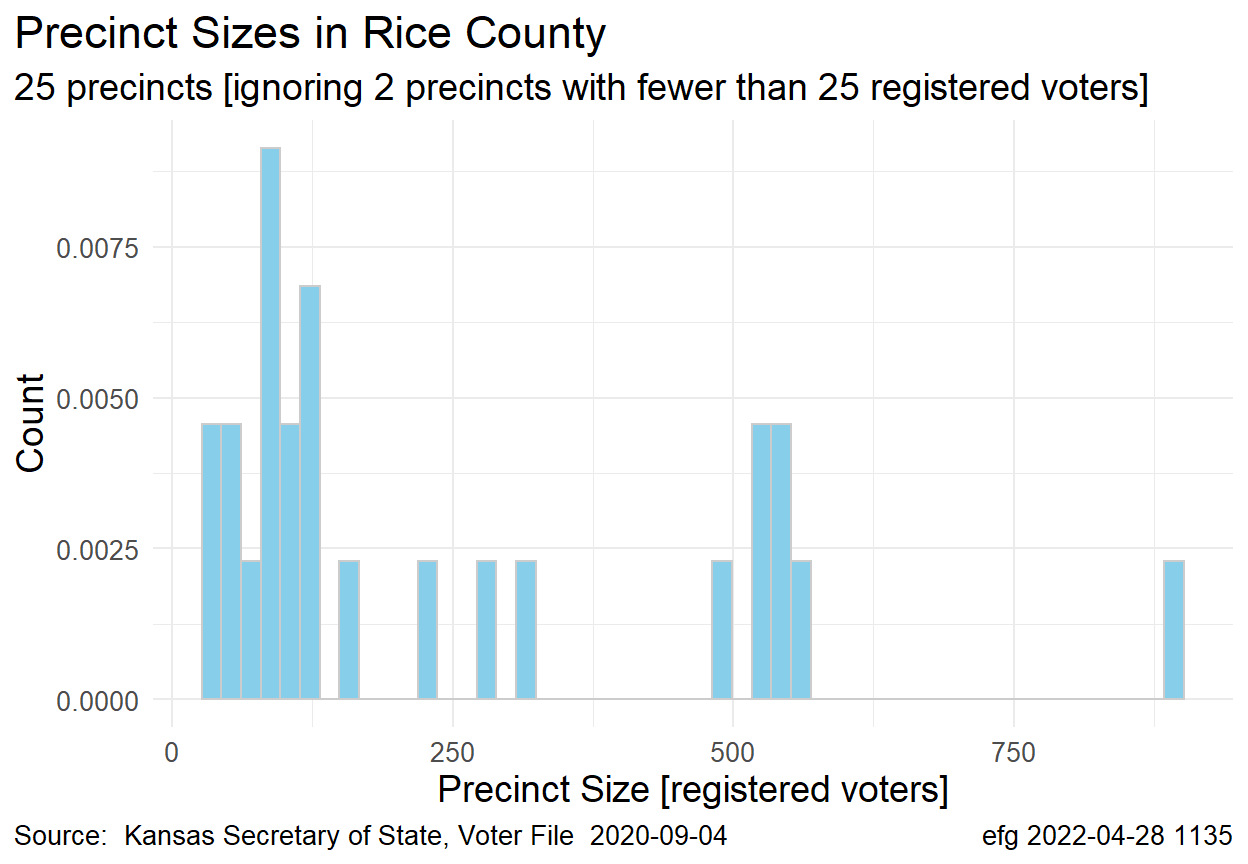 Precinct Sizes in Rice County
25 precincts [ignoring 2 precincts with fewer than 25 registered voters]
Count
0.0075
0.0050
0.0025
0.0000
0 250 500 750
Precinct Size [registered voters]
Source:  Kansas Secretary of State, Voter File  2020-09-04 efg 2022-04-28 1135